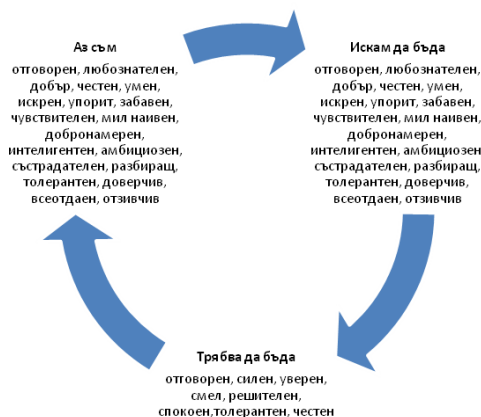 Аз съм
отговорен, любознателен,
добър, честен, умен,
искрен, упорит, забавен,
чувствителен, мил наивен,
добронамерен,
интелигентен, амбициозен
състрадателен, разбиращ,
толерантен, доверчив,
всеотдаен, отзивчив
Искам да бъда
отговорен, любознателен,
добър, честен, умен,
искрен, упорит, забавен,
чувствителен, мил наивен,
добронамерен,
интелигентен, амбициозен
състрадателен, разбиращ,
толерантен, доверчив,
всеотдаен, отзивчив
Трябва да бъда
отговорен, силен, уверен,
смел, решителен,
спокоен,толерантен, честен